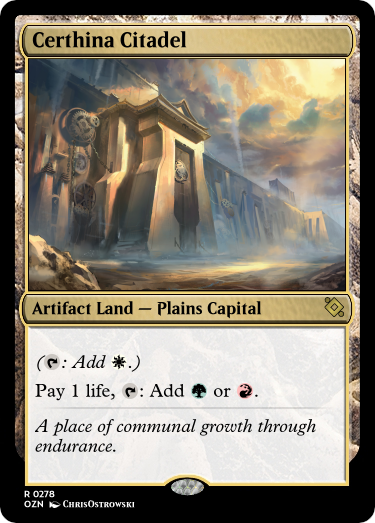 Certhina Citadel
Artifact Land — Plains Capital
(: Add .)
Pay 1 life, : Add or .
A place of communal growth through
endurance.
R 0278
OZN ChrisOstrowski